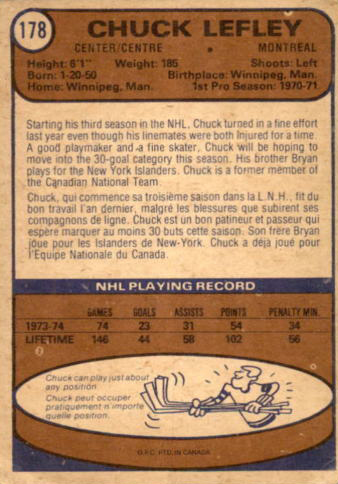 178
CHUCK LEFLEY
CENTER/CENTRE • MONTREAL
Height: 6'1" Weight: 185 Shoots: Left
Born: 1-20-50 Birthplace: Winnipeg, Man.
Home: Winnipeg, Man. 1st Pro Season: 1970-71
Starting his third season in the NHL, Chuck turned in a fine effort
last year even though his linemates were both Injured for a time.
A good playmaker and a fine skater, Chuck will be hoping to
move into the 30-goal category this season. His brother Bryan
plays for the New York Islanders. Chuck is a former member of
the Canadian National Team.
Chuck, qui commence sa troisième saison dans la L.N.H., fit du
bon travail l'an dernier, malgré les blessures que subirent ses
compagnons de ligne. Chuck est un bon patineur et passeur qui
espère marquer au moins 30 buts cette saison. Son frère Bryan
joue pour les Islanders de New-York. Chuck a déjà joué pour
l'Equipe Nationale du Canada.
NHL PLAYING RECORD
GAMES GOALS ASSISTS POINTS PENALTY MIN.
1973-74 74 23 31 54 34
LIFETIME 146 44 58 102 56
Chuck can play just about
any position.
Chuck peut occuper
pratiquement n'importe
quelle position.
O.P.C. PTD. IN CANADA